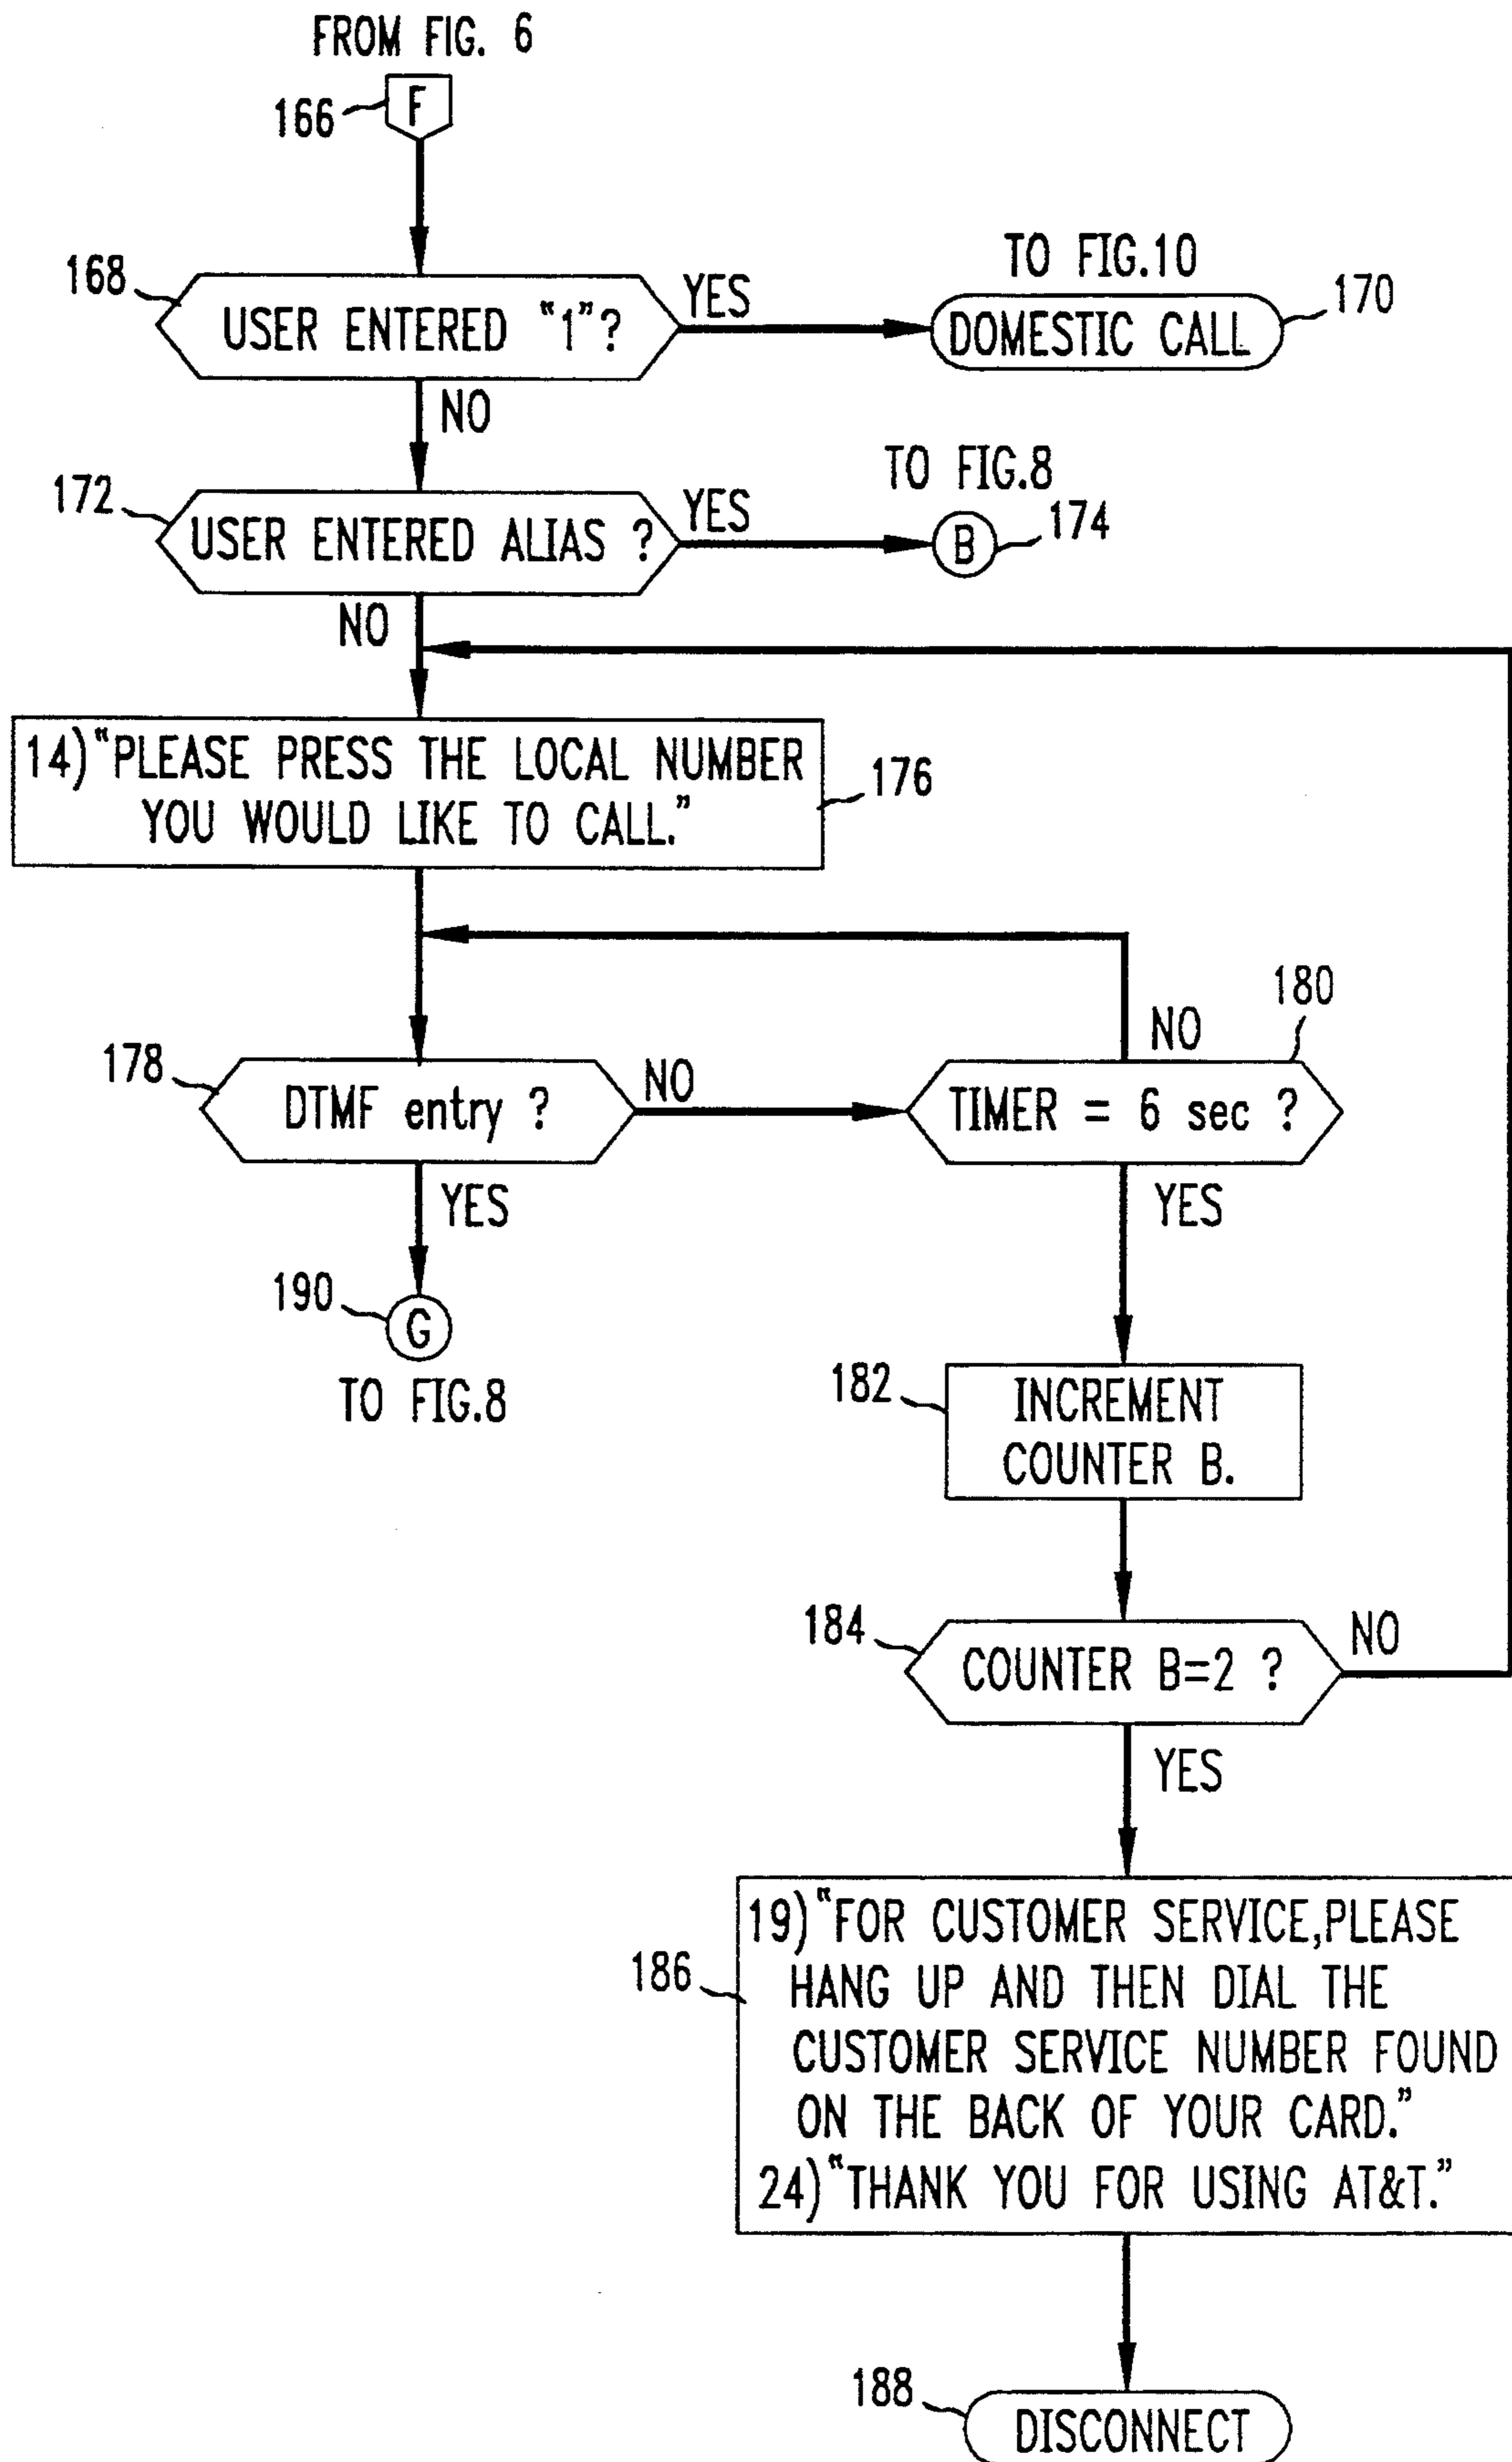 FROM FIG. 6
166
F
168
USER ENTERED "1"?
YES
TO FIG.10
DOMESTIC CALL
170
NO
172
USER ENTERED ALIAS ?
YES
TO FIG.8
B
174
NO
14)"PLEASE PRESS THE LOCAL NUMBER
YOU WOULD LIKE TO CALL."
176
178
DTMF entry ?
NO
180
NO
TIMER = 6 sec ?
YES
YES
190
G
TO FIG.8
182
INCREMENT
COUNTER B.
184
COUNTER B=2 ?
NO
YES
186
19)"FOR CUSTOMER SERVICE,PLEASE
HANG UP AND THEN DIAL THE
CUSTOMER SERVICE NUMBER FOUND
ON THE BACK OF YOUR CARD."
24)"THANK YOU FOR USING AT&T."
188
DISCONNECT